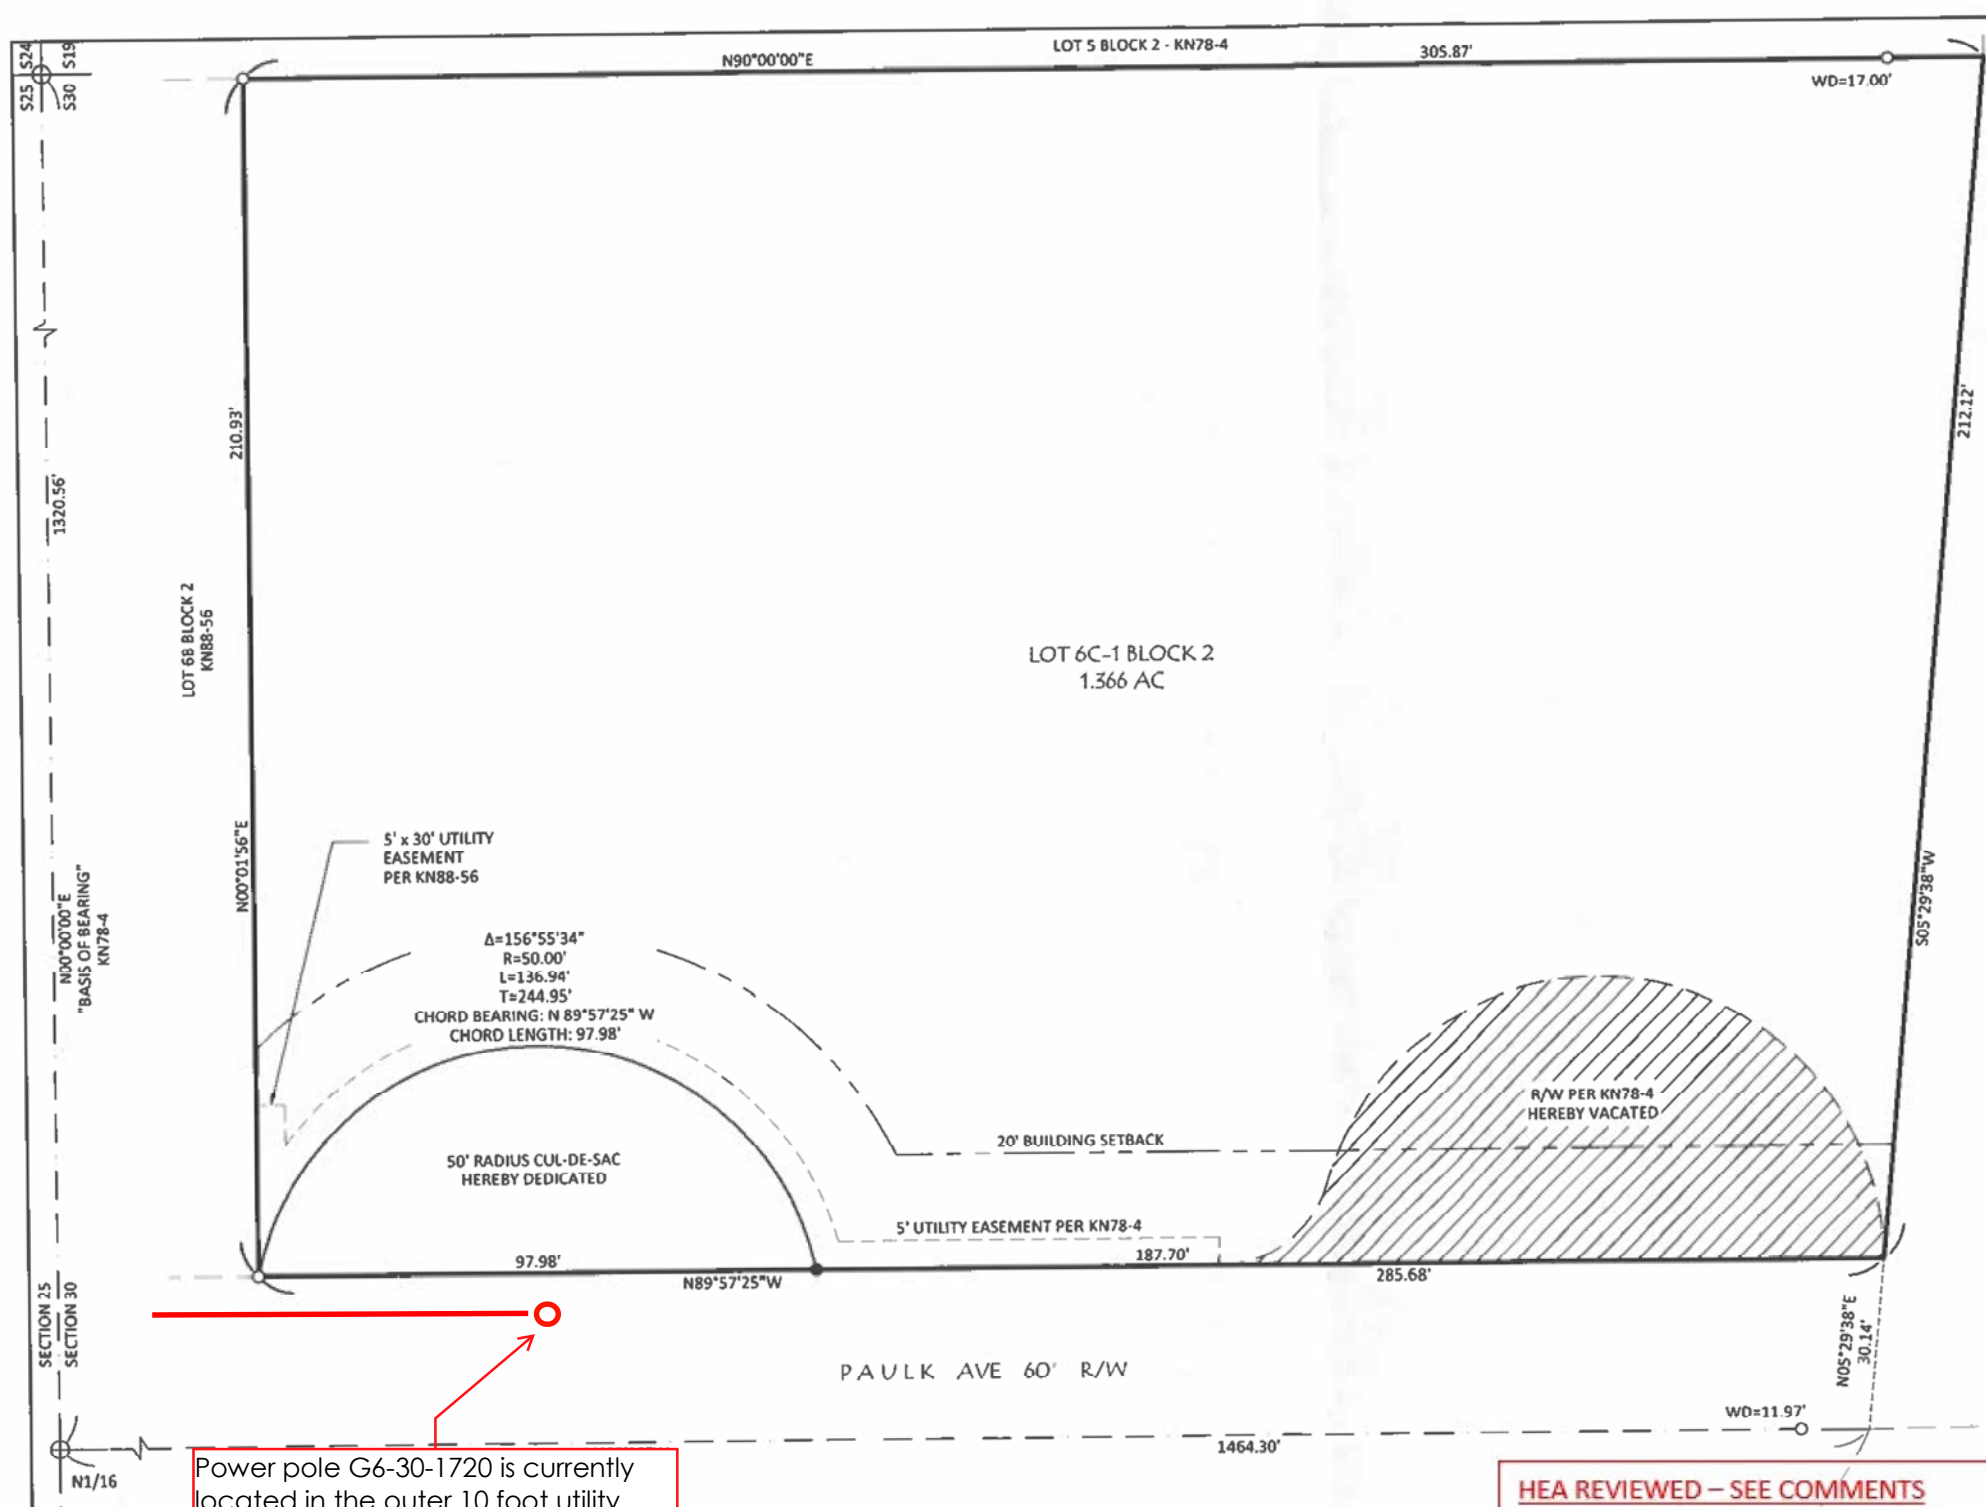 LOT 5 BLOCK 2 - KN78-4
N90°00'00"E
305.87'
WD=17.00'
S24
S19
S25
S30
210.93'
212.12'
1320.56'
LOT 6B BLOCK 2
KN88-56
LOT 6C-1 BLOCK 2
1.366 AC
5' x 30' UTILITY
EASEMENT
PER KN88-56
N00°01'56"E
S05°29'38"W
N00°00'00"E
"BASIS OF BEARING"
KN78-4
Δ=156°55'34"
R=50.00'
L=136.94'
T=244.95'
CHORD BEARING: N 89°57'25" W
CHORD LENGTH: 97.98'
R/W PER KN78-4
HEREBY VACATED
20' BUILDING SETBACK
50' RADIUS CUL-DE-SAC
HEREBY DEDICATED
5' UTILITY EASEMENT PER KN78-4
187.70'
97.98'
N89°57'25"W
285.68'
SECTION 25
SECTION 30
N05°29'38"E
30.14'
PAULK AVE 60' R/W
WD=11.97'
1464.30'
N1/16
Power pole G6-30-1720 is currently
located in the outer 10 foot utility
HEA REVIEWED – SEE COMMENTS